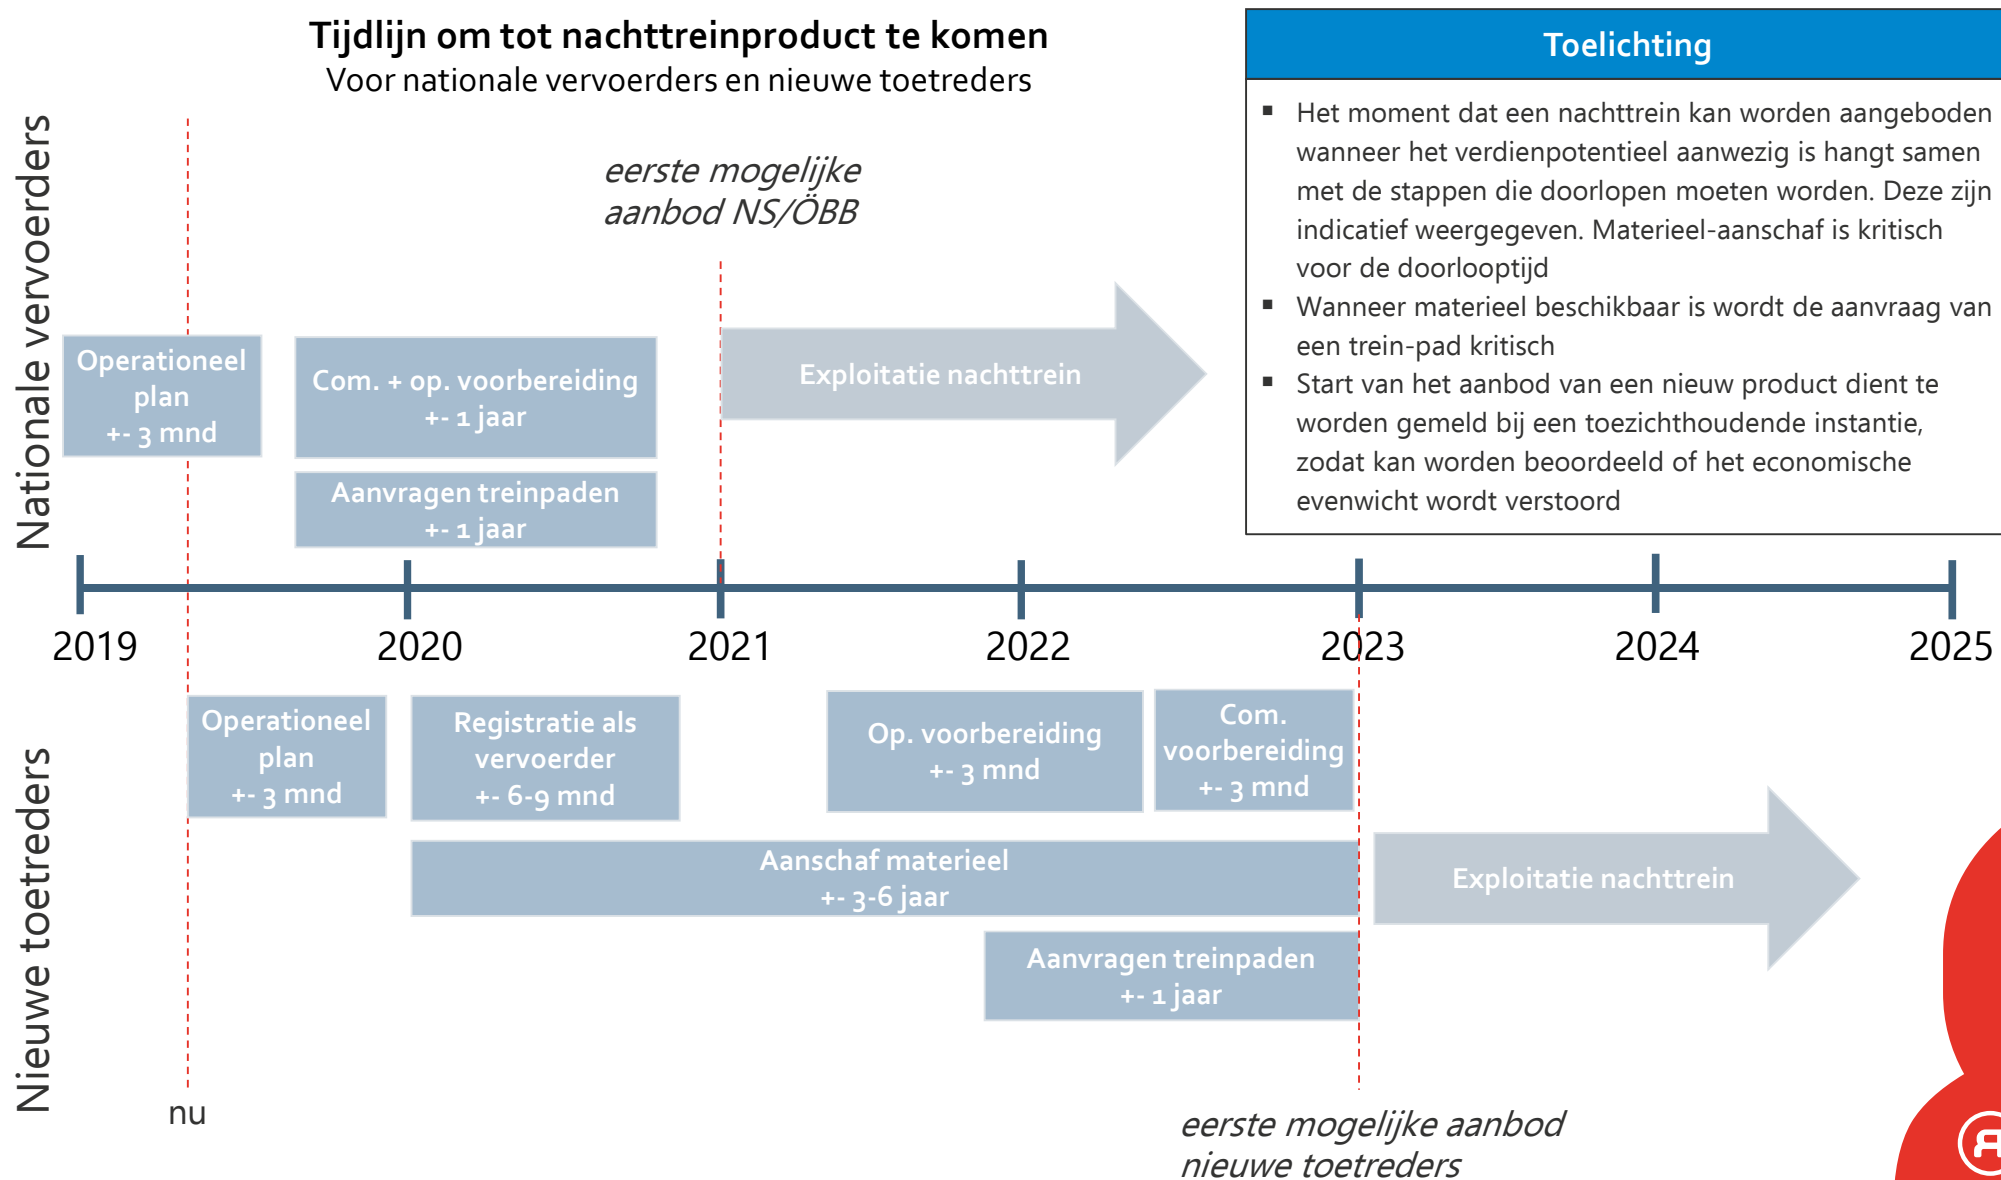 Tijdlijn om tot nachttreinproduct te komen
Voor nationale vervoerders en nieuwe toetreders
Nationale vervoerders
eerste mogelijke
aanbod NS/ÖBB
Operationeel
plan
+- 3 mnd
Com. + op. voorbereiding
+- 1 jaar
Aanvragen treinpaden
+- 1 jaar
Exploitatie nachttrein
Toelichting
▪ Het moment dat een nachttrein kan worden aangeboden
wanneer het verdienpotentieel aanwezig is hangt samen
met de stappen die doorlopen moeten worden. Deze zijn
indicatief weergegeven. Materieel-aanschaf is kritisch
voor de doorlooptijd
▪ Wanneer materieel beschikbaar is wordt de aanvraag van
een trein-pad kritisch
▪ Start van het aanbod van een nieuw product dient te
worden gemeld bij een toezichthoudende instantie,
zodat kan worden beoordeeld of het economische
evenwicht wordt verstoord
2019 2020 2021 2022 2023 2024 2025
Nieuwe toetreders
Operationeel
plan
+- 3 mnd
Registratie als
vervoerder
+- 6-9 mnd
Op. voorbereiding
+- 3 mnd
Com.
voorbereiding
+- 3 mnd
Aanschaf materieel
+- 3-6 jaar
Aanvragen treinpaden
+- 1 jaar
Exploitatie nachttrein
nu
eerste mogelijke aanbod
nieuwe toetreders